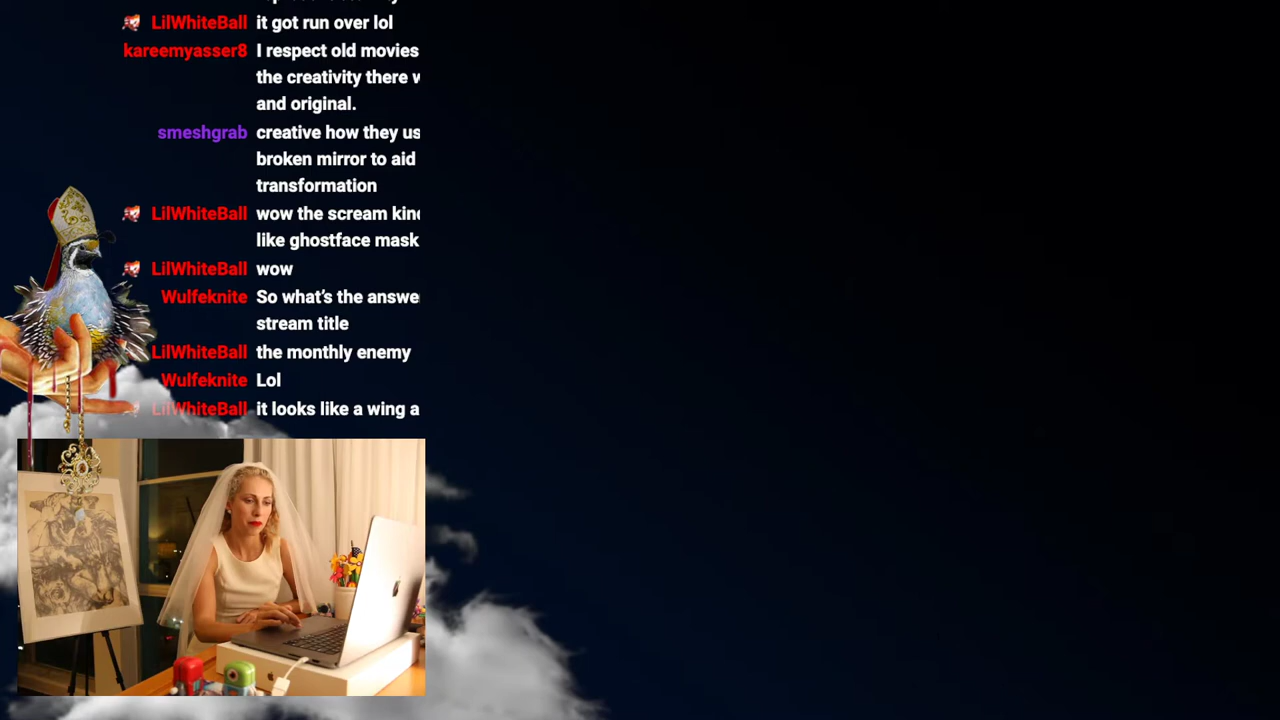 LilWhiteBall it got run over lol
kareemyasser8 I respect old movies
the creativity there
and original.
smeshgrab creative how they us
broken mirror to aid
transformation
LilWhiteBall wow the scream kin
like ghostface mask
LilWhiteBall wow
Wulfeknite So what's the answe
stream title
LilWhiteBall the monthly enemy
Wulfeknite Lol
LilWhiteBall it looks like a wing a